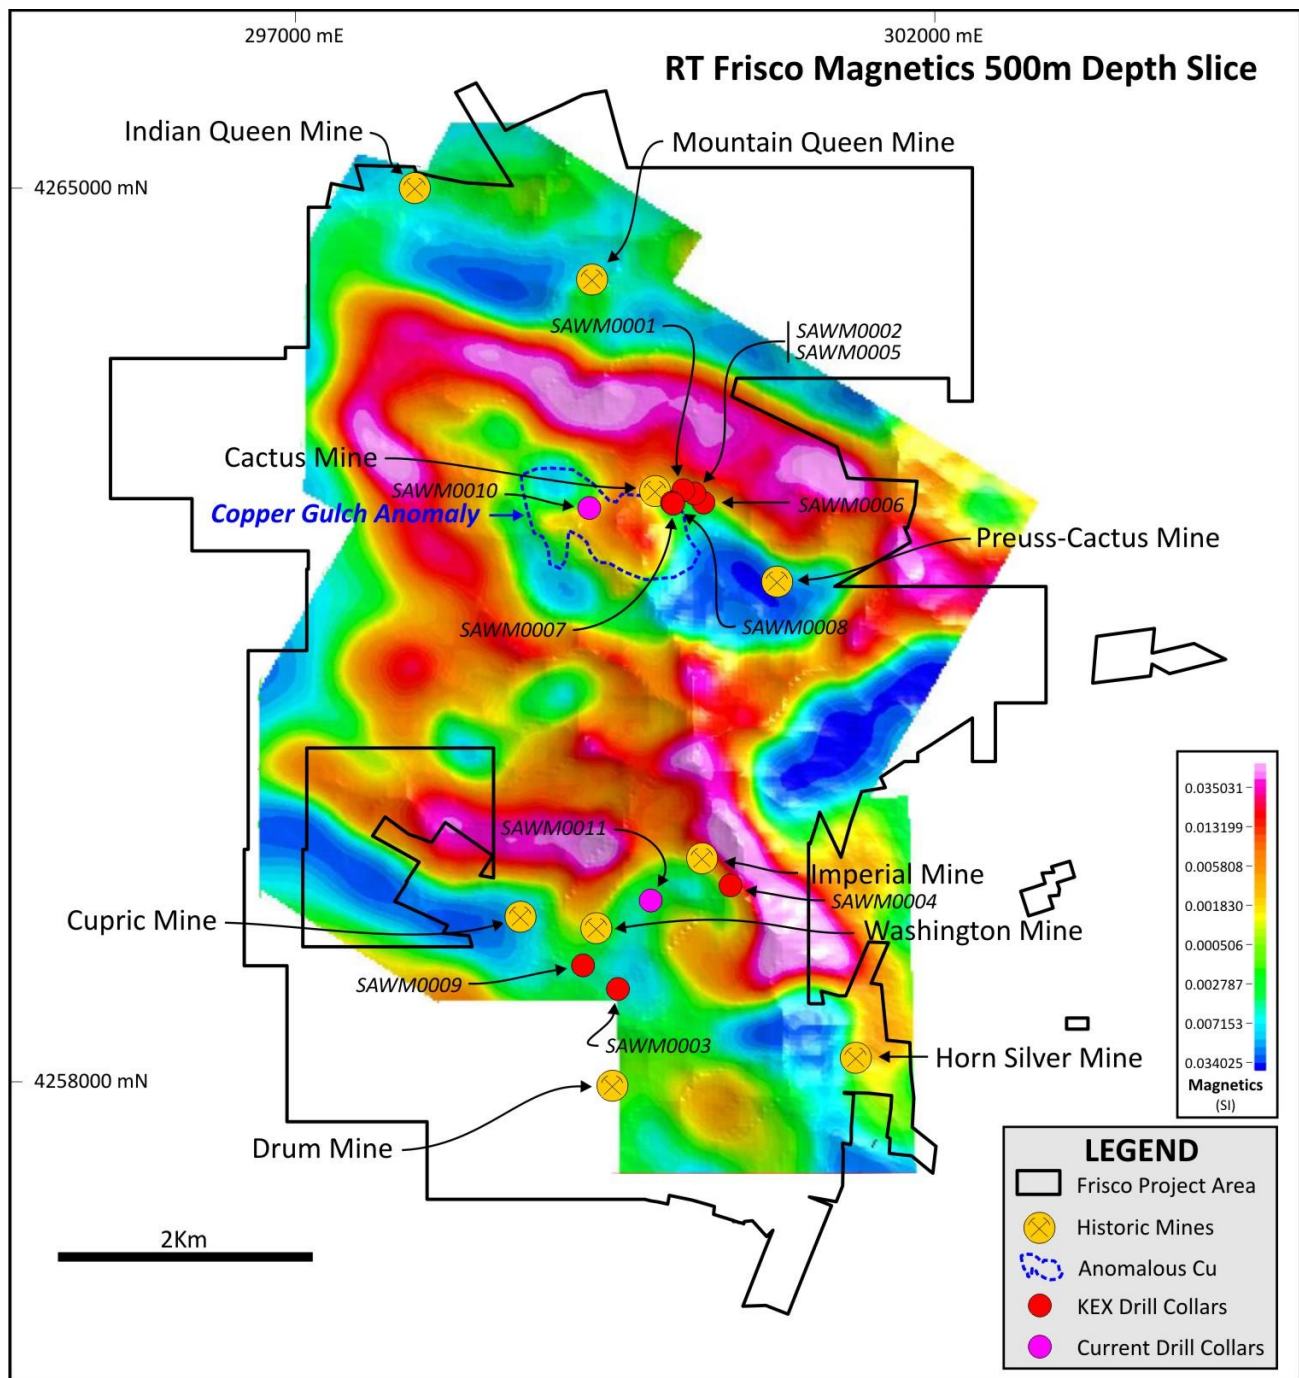 297000 mE
302000 mE
RT Frisco Magnetics 500m Depth Slice
Indian Queen Mine
Mountain Queen Mine
4265000 mN
SAWM0001
SAWM0002
SAWM0005
Cactus Mine
SAWM0010
SAWM0006
Copper Gulch Anomaly
Preuss-Cactus Mine
SAWM0007
SAWM0008
0.035031
0.013199
0.005808
0.001830
0.000506
0.002787
0.007153
0.034025
Magnetics
(SI)
SAWM0011
Imperial Mine
SAWM0004
Cupric Mine
Washington Mine
SAWM0009
SAWM0003
Horn Silver Mine
4258000 mN
Drum Mine
2Km
LEGEND
Frisco Project Area
Historic Mines
Anomalous Cu
KEX Drill Collars
Current Drill Collars